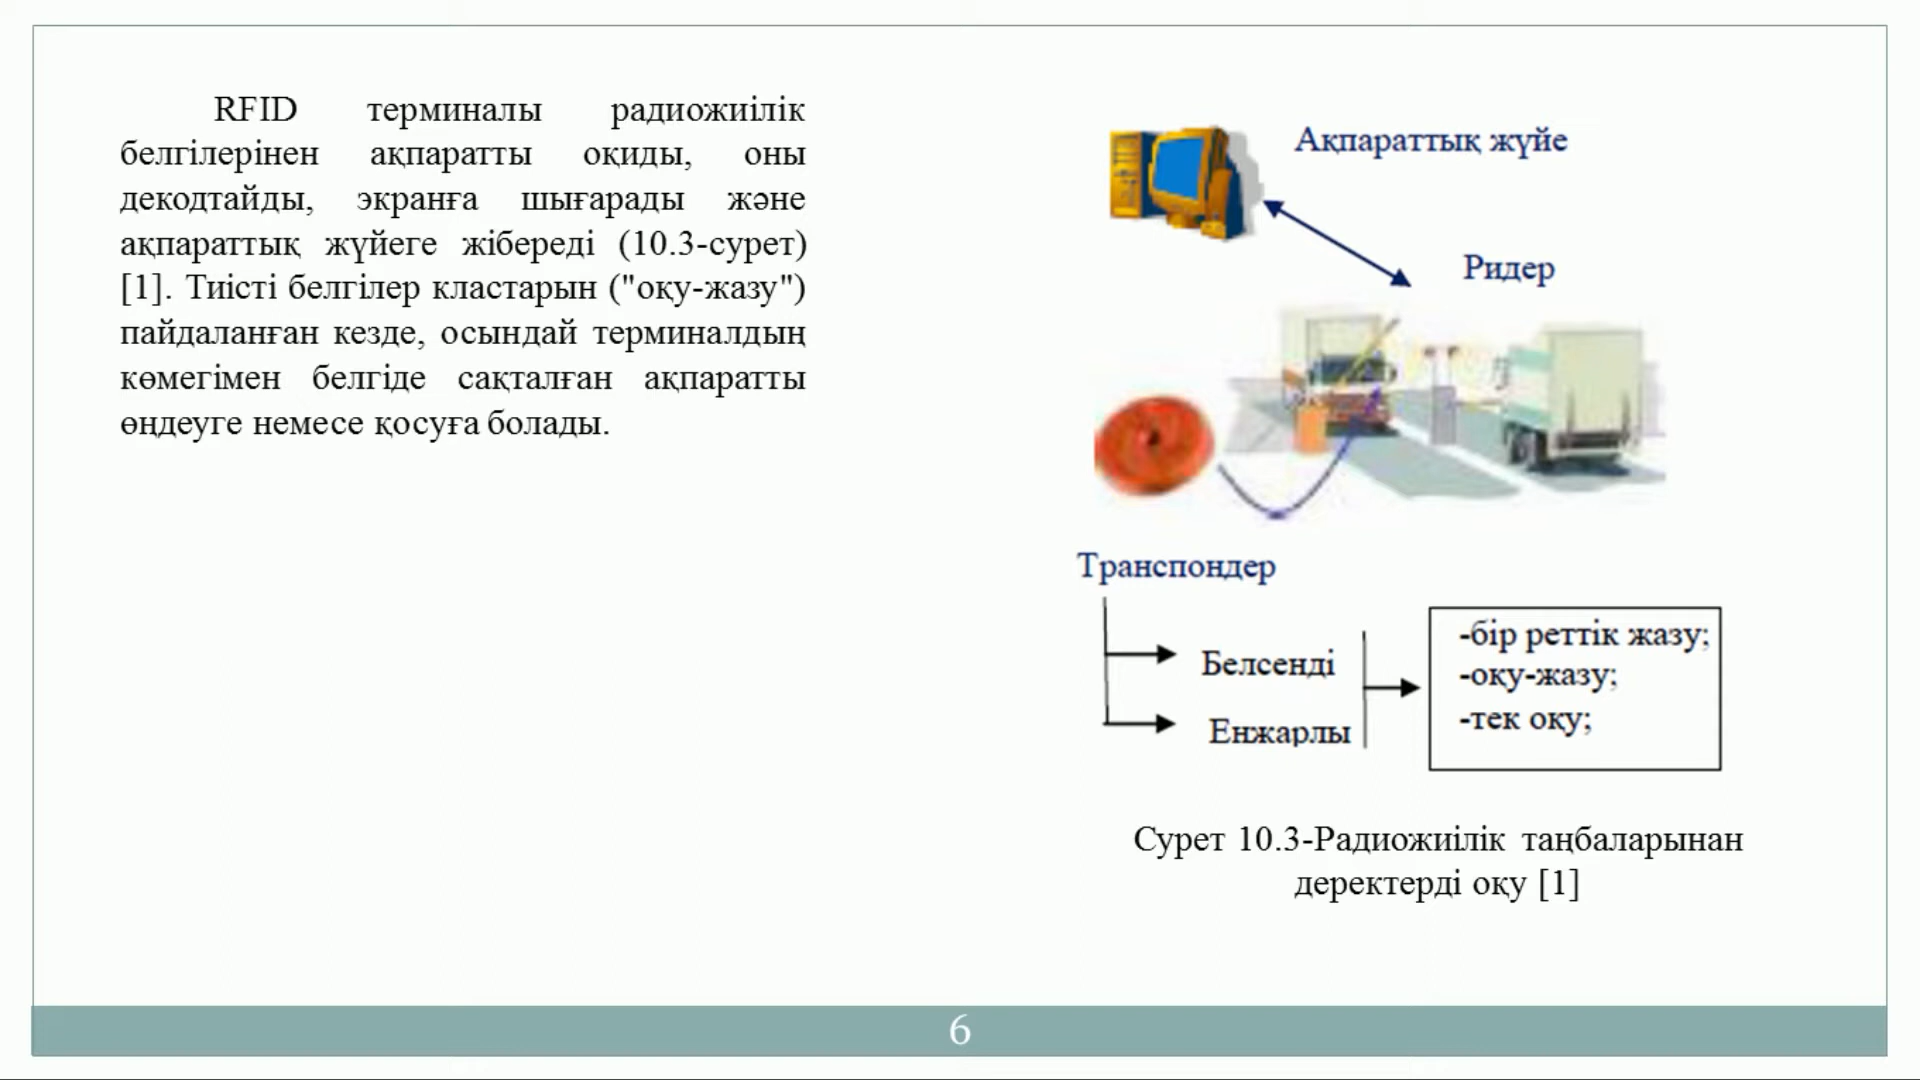 RFID терминалы радиожиілік
белгілерінен ақпаратты оқиды, оны
декодтайды, экранға шығарады және
ақпараттық жүйеге жібереді (10.3-сурет)
[1]. Тиісті белгілер кластарын ("оқу-жазу")
пайдаланған кезде, осындай терминалдың
көмегімен белгіде сақталған ақпаратты
өңдеуге немесе қосуға болады.
Ақпараттық жүйе
Ридер
Транспондер
Белсенді
Енжарлы
-бір реттік жазу;
-оқу-жазу;
-тек оқу;
Сурет 10.3-Радиожиілік таңбаларынан
деректерді оқу [1]
6